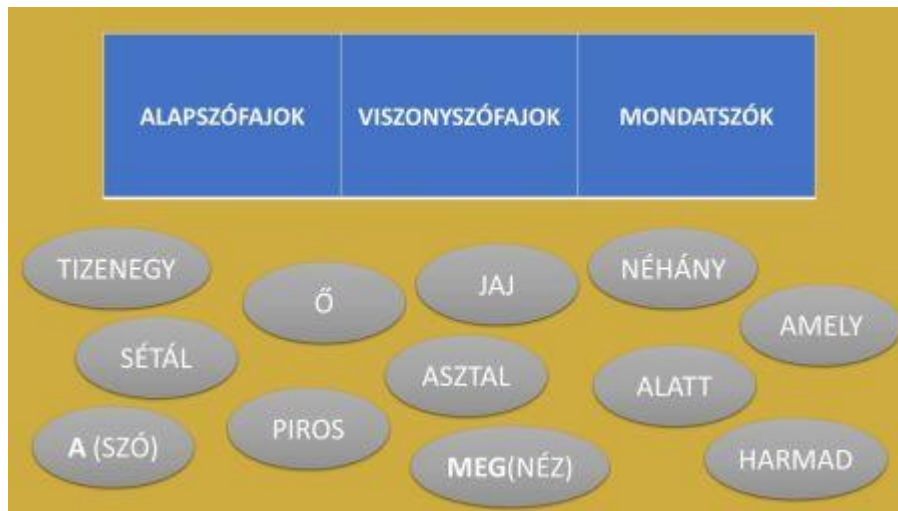 ALAPSZÓFAJOK
VISZONYSZÓFAJOK
MONDATSZÓK
TIZENEGY
Ő
JAJ
NÉHÁNY
AMELY
SÉTÁL
ASZTAL
ALATT
A (SZÓ)
PIROS
MEG(NÉZ)
HARMAD